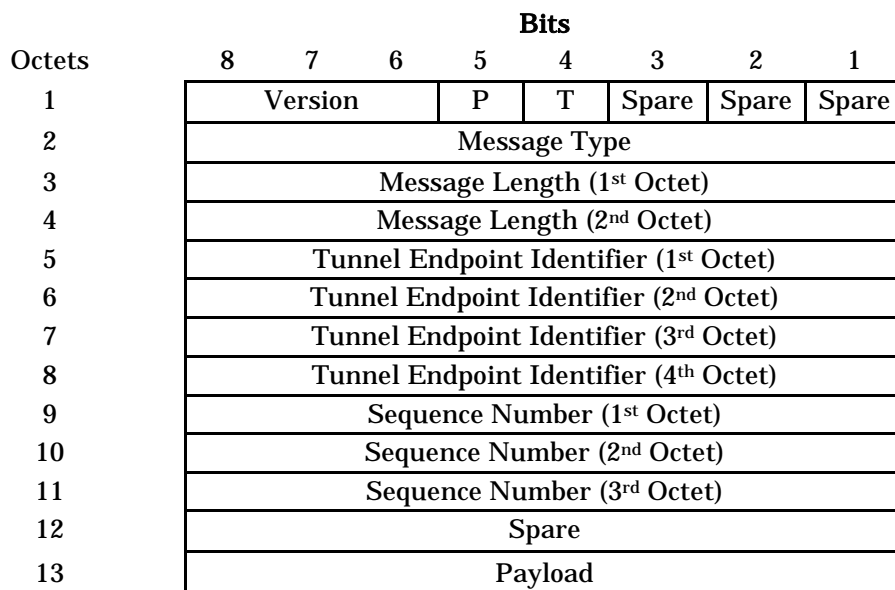 Bits
Octets 8 7 6 5 4 3 2 1
1 Version P T Spare Spare Spare
2 Message Type
3 Message Length (1st Octet)
4 Message Length (2nd Octet)
5 Tunnel Endpoint Identifier (1st Octet)
6 Tunnel Endpoint Identifier (2nd Octet)
7 Tunnel Endpoint Identifier (3rd Octet)
8 Tunnel Endpoint Identifier (4th Octet)
9 Sequence Number (1st Octet)
10 Sequence Number (2nd Octet)
11 Sequence Number (3rd Octet)
12 Spare
13 Payload